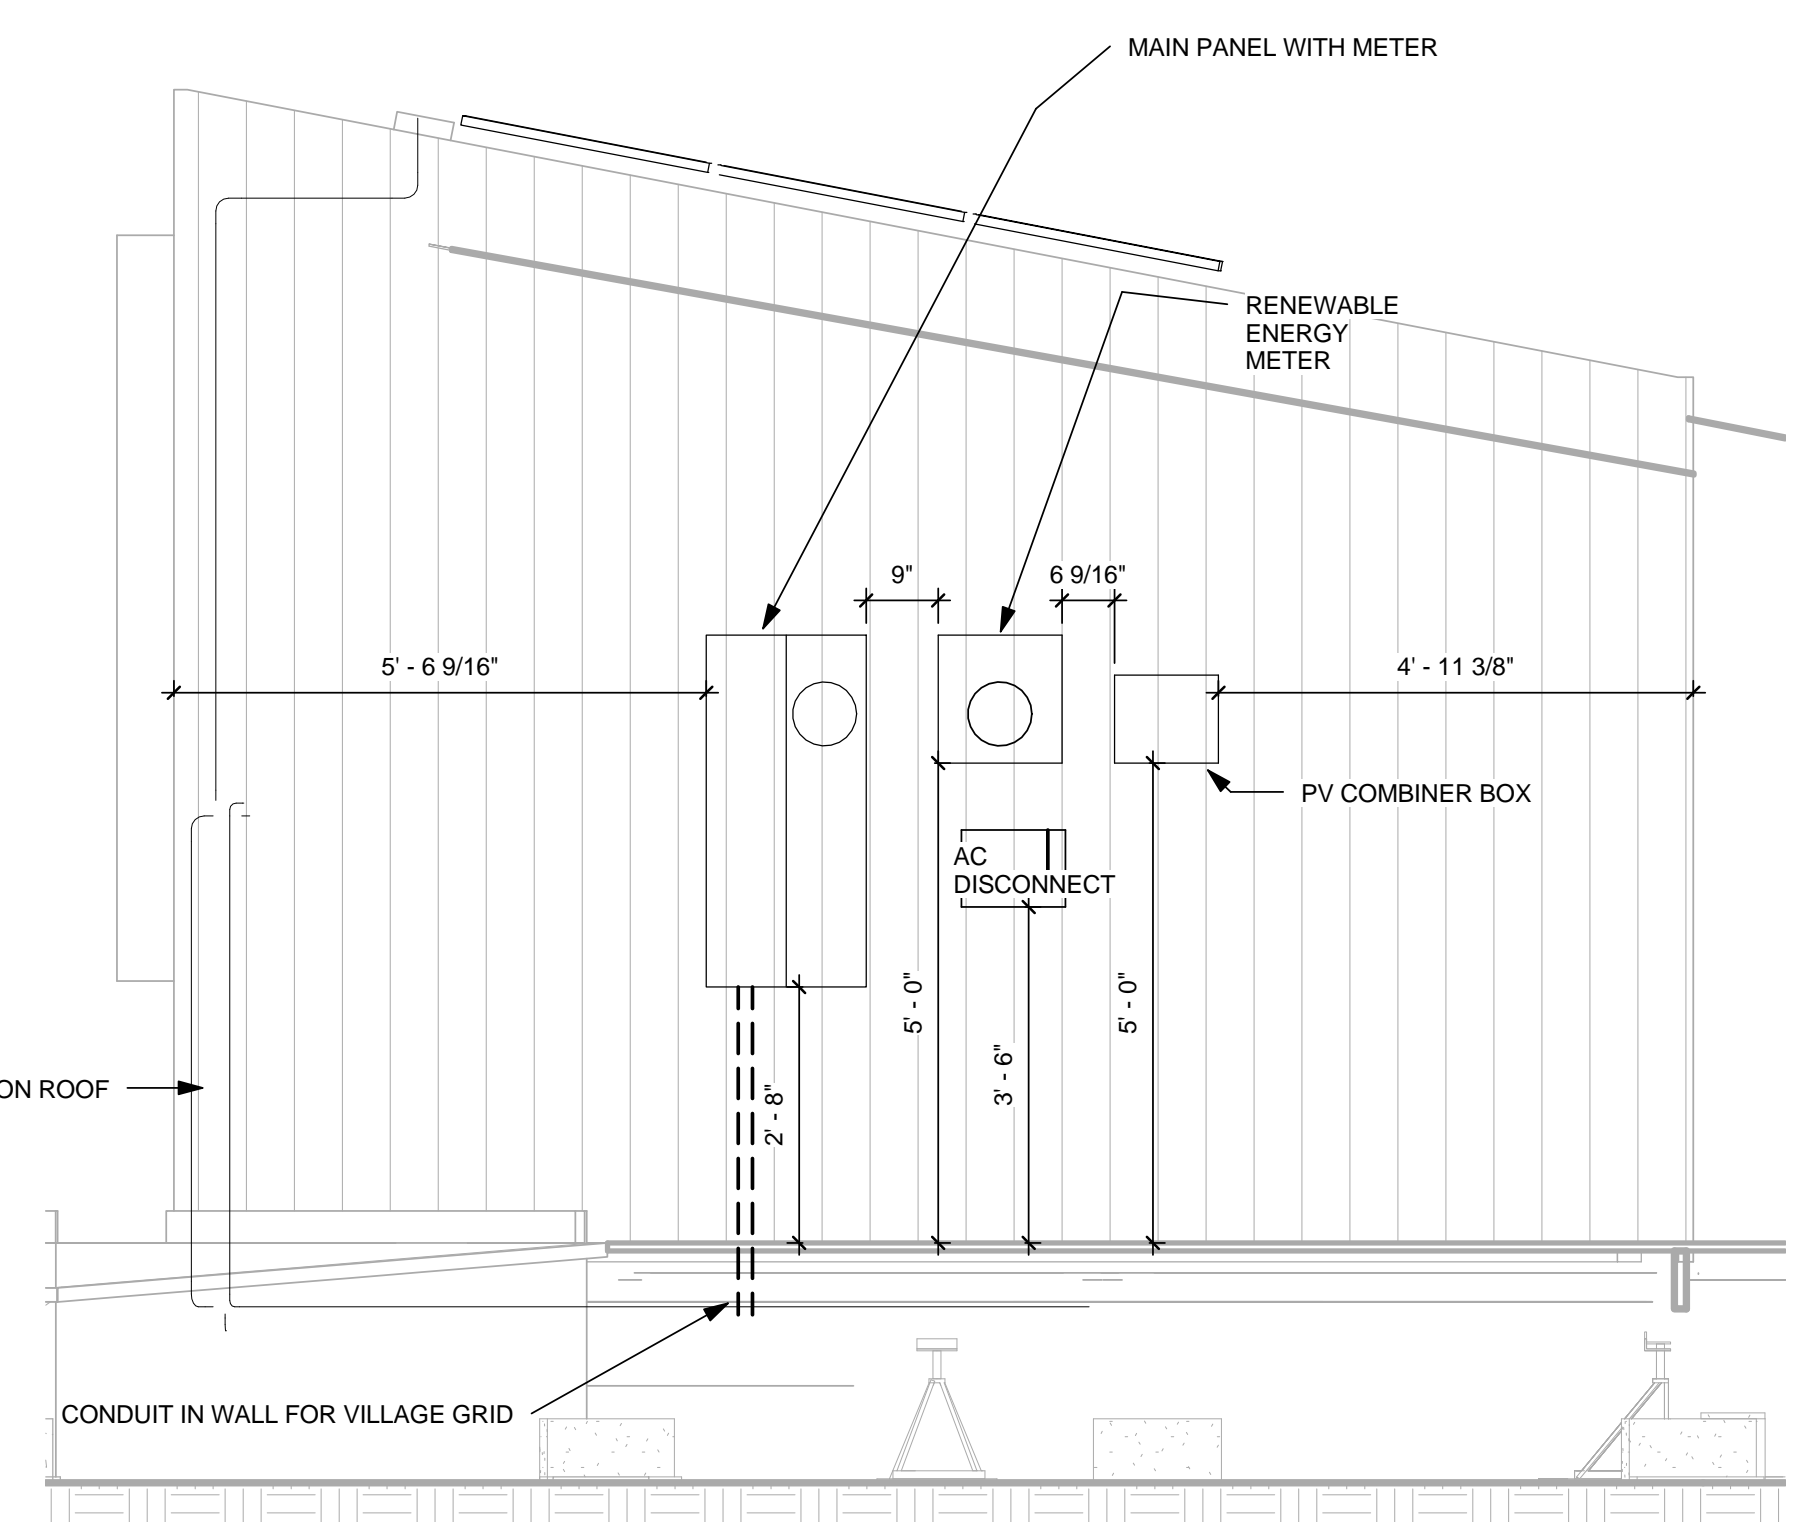 MAIN PANEL WITH METER
RENEWABLE
ENERGY
METER
9"
6 9/16"
5' - 6 9/16"
4' - 11 3/8"
PV COMBINER BOX
AC
DISCONNECT
5' - 0"
5' - 0"
3' - 6"
2' - 8"
ON ROOF
CONDUIT IN WALL FOR VILLAGE GRID